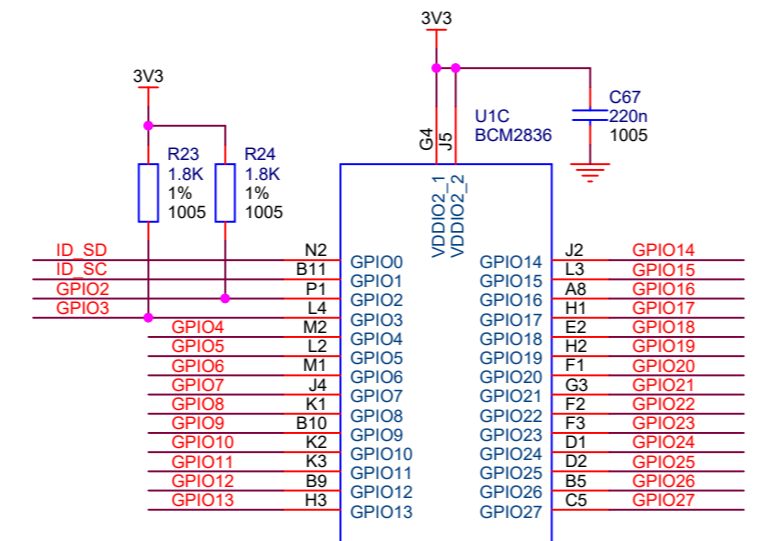 3V3
3V3
C67
220n
1005
U1C
BCM2836
G4
J5
VDDIO2_1
VDDIO2_2
R23
1.8K
1%
1005
R24
1.8K
1%
1005
ID_SD N2 GPIO0
ID_SC B11 GPIO1
GPIO2 P1 GPIO2
GPIO3 L4 GPIO3
GPIO4 M2 GPIO4
GPIO5 L2 GPIO5
GPIO6 M1 GPIO6
GPIO7 J4 GPIO7
GPIO8 K1 GPIO8
GPIO9 B10 GPIO9
GPIO10 K2 GPIO10
GPIO11 K3 GPIO11
GPIO12 B9 GPIO12
GPIO13 H3 GPIO13
GPIO14 J2 GPIO14
GPIO15 L3 GPIO15
GPIO16 A8 GPIO16
GPIO17 H1 GPIO17
GPIO18 E2 GPIO18
GPIO19 H2 GPIO19
GPIO20 F1 GPIO20
GPIO21 G3 GPIO21
GPIO22 F2 GPIO22
GPIO23 F3 GPIO23
GPIO24 D1 GPIO24
GPIO25 D2 GPIO25
GPIO26 B5 GPIO26
GPIO27 C5 GPIO27